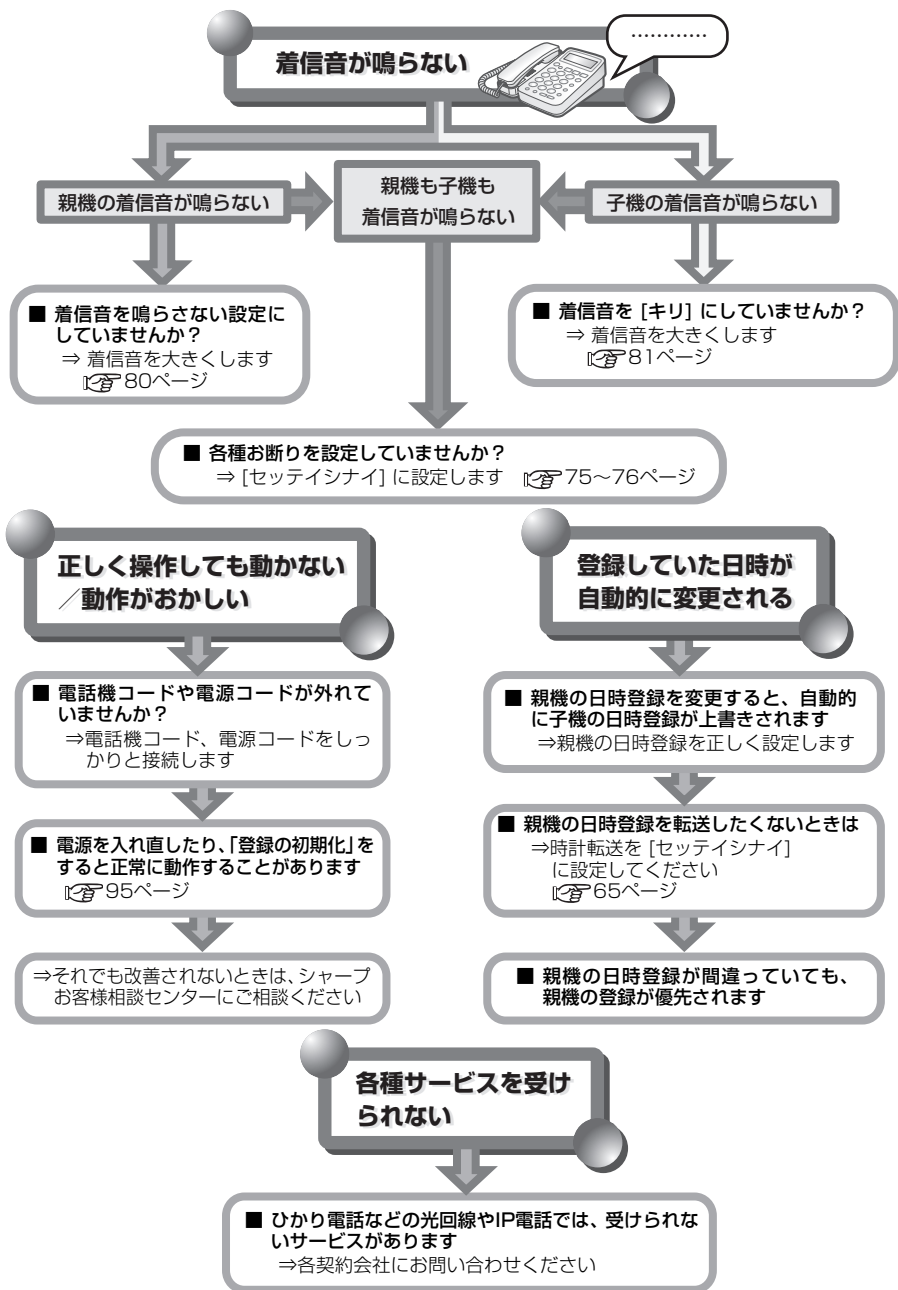 …………
着信音が鳴らない
親機の着信音が鳴らない
親機も子機も
着信音が鳴らない
子機の着信音が鳴らない
■ 着信音を鳴らさない設定に
していませんか？
⇒ 着信音を大きくします
☞80ページ
■ 着信音を [キリ] にしていませんか？
⇒ 着信音を大きくします
☞81ページ
■ 各種お断りを設定していませんか？
⇒ [セッテイシナイ] に設定します ☞75～76ページ
正しく操作しても動かない
／動作がおかしい
■ 電話機コードや電源コードが外れて
いませんか？
⇒電話機コード、電源コードをしっ
かりと接続します
■ 電源を入れ直したり、「登録の初期化」を
すると正常に動作することがあります
☞95ページ
⇒それでも改善されないときは、シャープ
お客様相談センターにご相談ください
登録していた日時が
自動的に変更される
■ 親機の日時登録を変更すると、自動的
に子機の日時登録が上書きされます
⇒親機の日時登録を正しく設定します
■ 親機の日時登録を転送したくないときは
⇒時計転送を [セッテイシナイ]
に設定してください
☞65ページ
■ 親機の日時登録が間違っていても、
親機の登録が優先されます
各種サービスを受け
られない
■ ひかり電話などの光回線やIP電話では、受けられな
いサービスがあります
⇒各契約会社にお問い合わせください